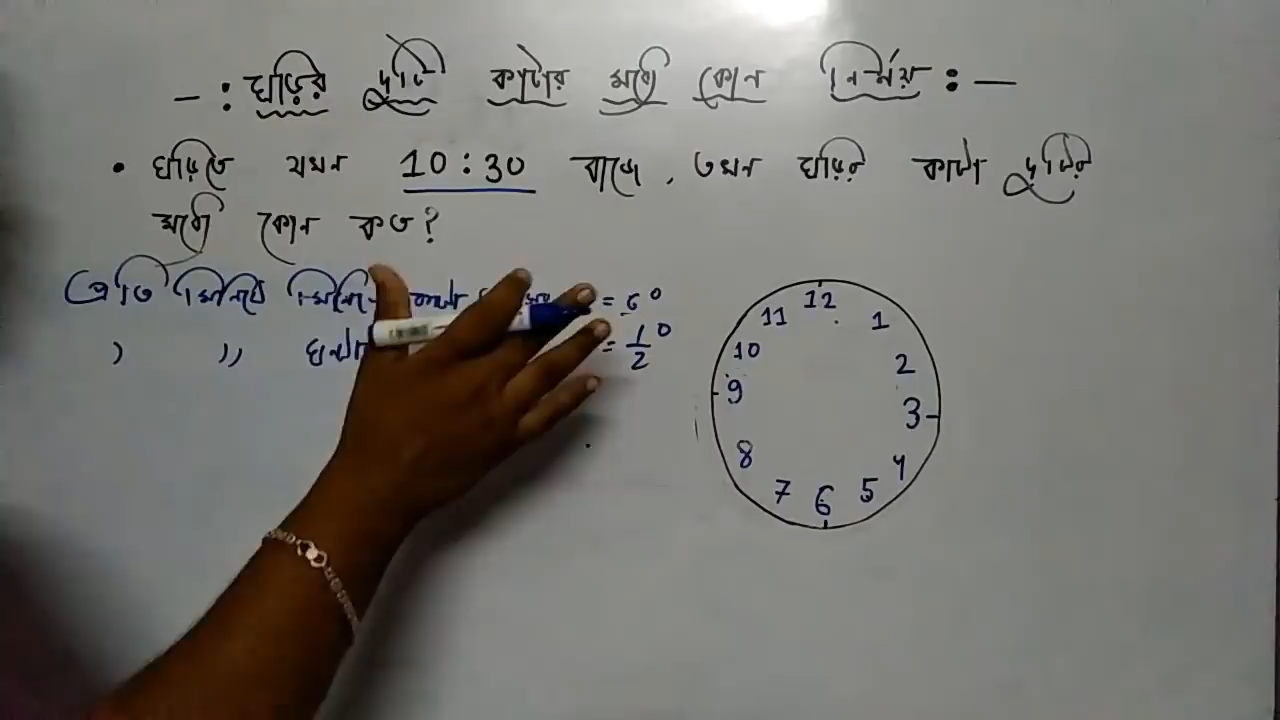 -: ঘড়ির দুটি কাটার মধ্যে কোন নির্নয় :-
• ঘড়িতে যখন 10:30 বাজে, তখন ঘড়ির কাটা দুটির
মধ্যে কোন কত?
প্রতি মিনিটে মিনিটের কাটা = 6°
" " ঘন্টা = 1/2°
12
11 1
10 2
9 3
8 4
7 5
6